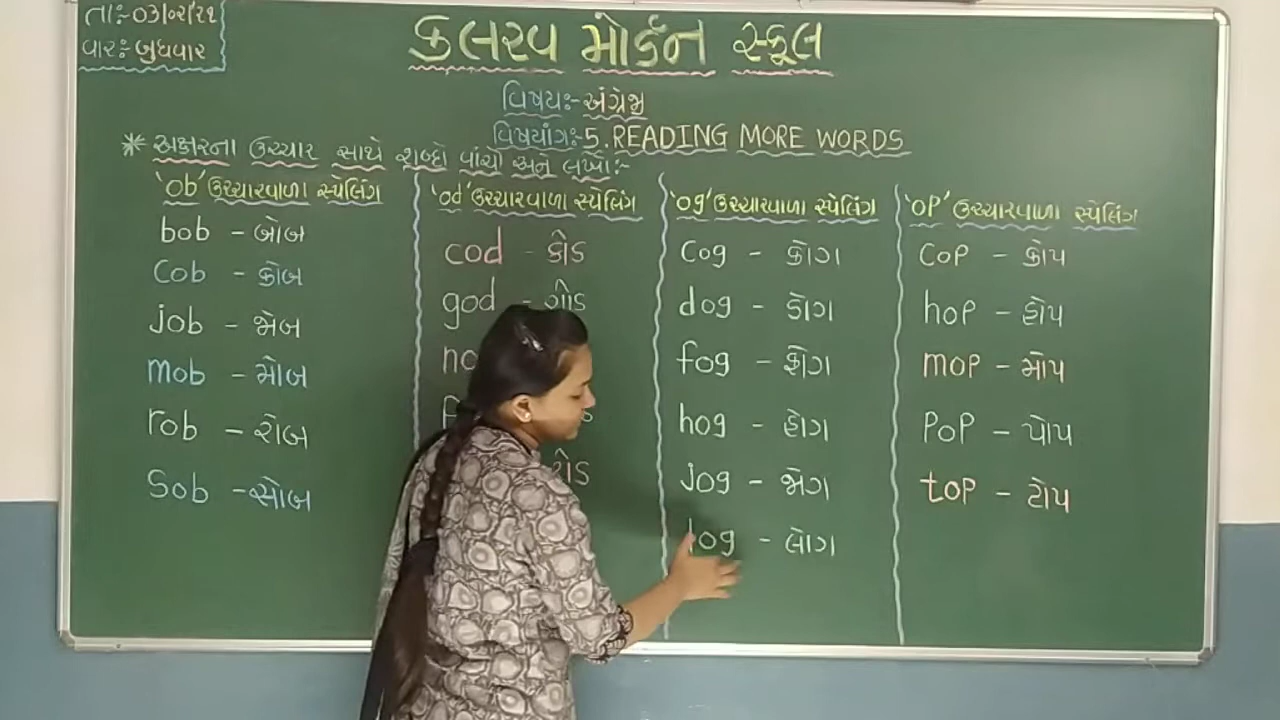 તાઃ-૦૩/૦૨/૨૧
વારઃ-બુધવાર
કલરવ મોર્ડન સ્કૂલ
વિષયઃ-અંગ્રેજી
વિષયાંગઃ-5. READING MORE WORDS
* અક્ષરના ઉચ્ચાર સાથે શબ્દો વાંચો અને લખોઃ-
'ob' ઉચ્ચારવાળા સ્પેલિંગ
bob - બોબ
Cob - કોબ
job - જોબ
mob - મોબ
rob - રોબ
Sob - સોબ
'od' ઉચ્ચારવાળા સ્પેલિંગ
cod - કોડ
god - ગોડ
'og' ઉચ્ચારવાળા સ્પેલિંગ
Cog - કોગ
dog - ડોગ
fog - ફોગ
hog - હોગ
jog - જોગ
log - લોગ
'oP' ઉચ્ચારવાળા સ્પેલિંગ
CoP - કોપ
hoP - હોપ
moP - મોપ
PoP - પોપ
toP - ટોપ